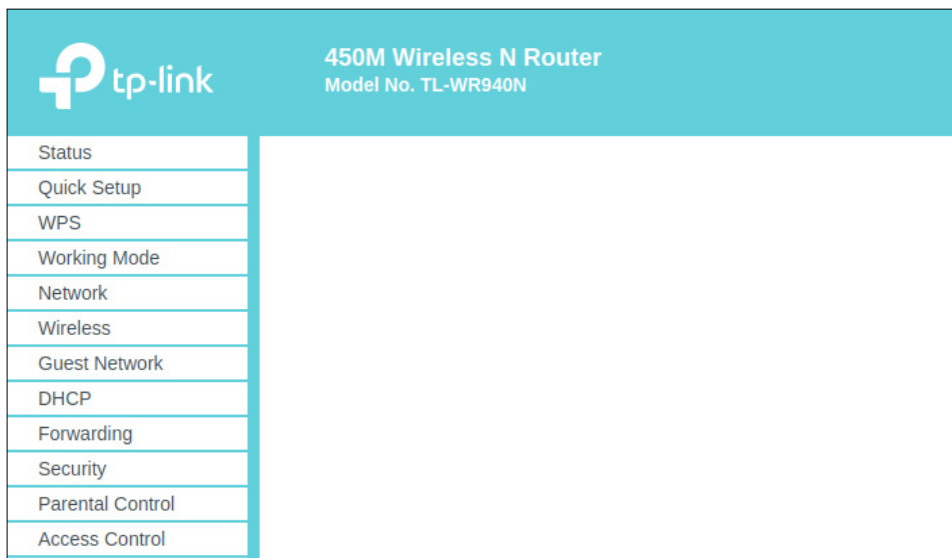 tp-link
450M Wireless N Router
Model No. TL-WR940N
Status
Quick Setup
WPS
Working Mode
Network
Wireless
Guest Network
DHCP
Forwarding
Security
Parental Control
Access Control